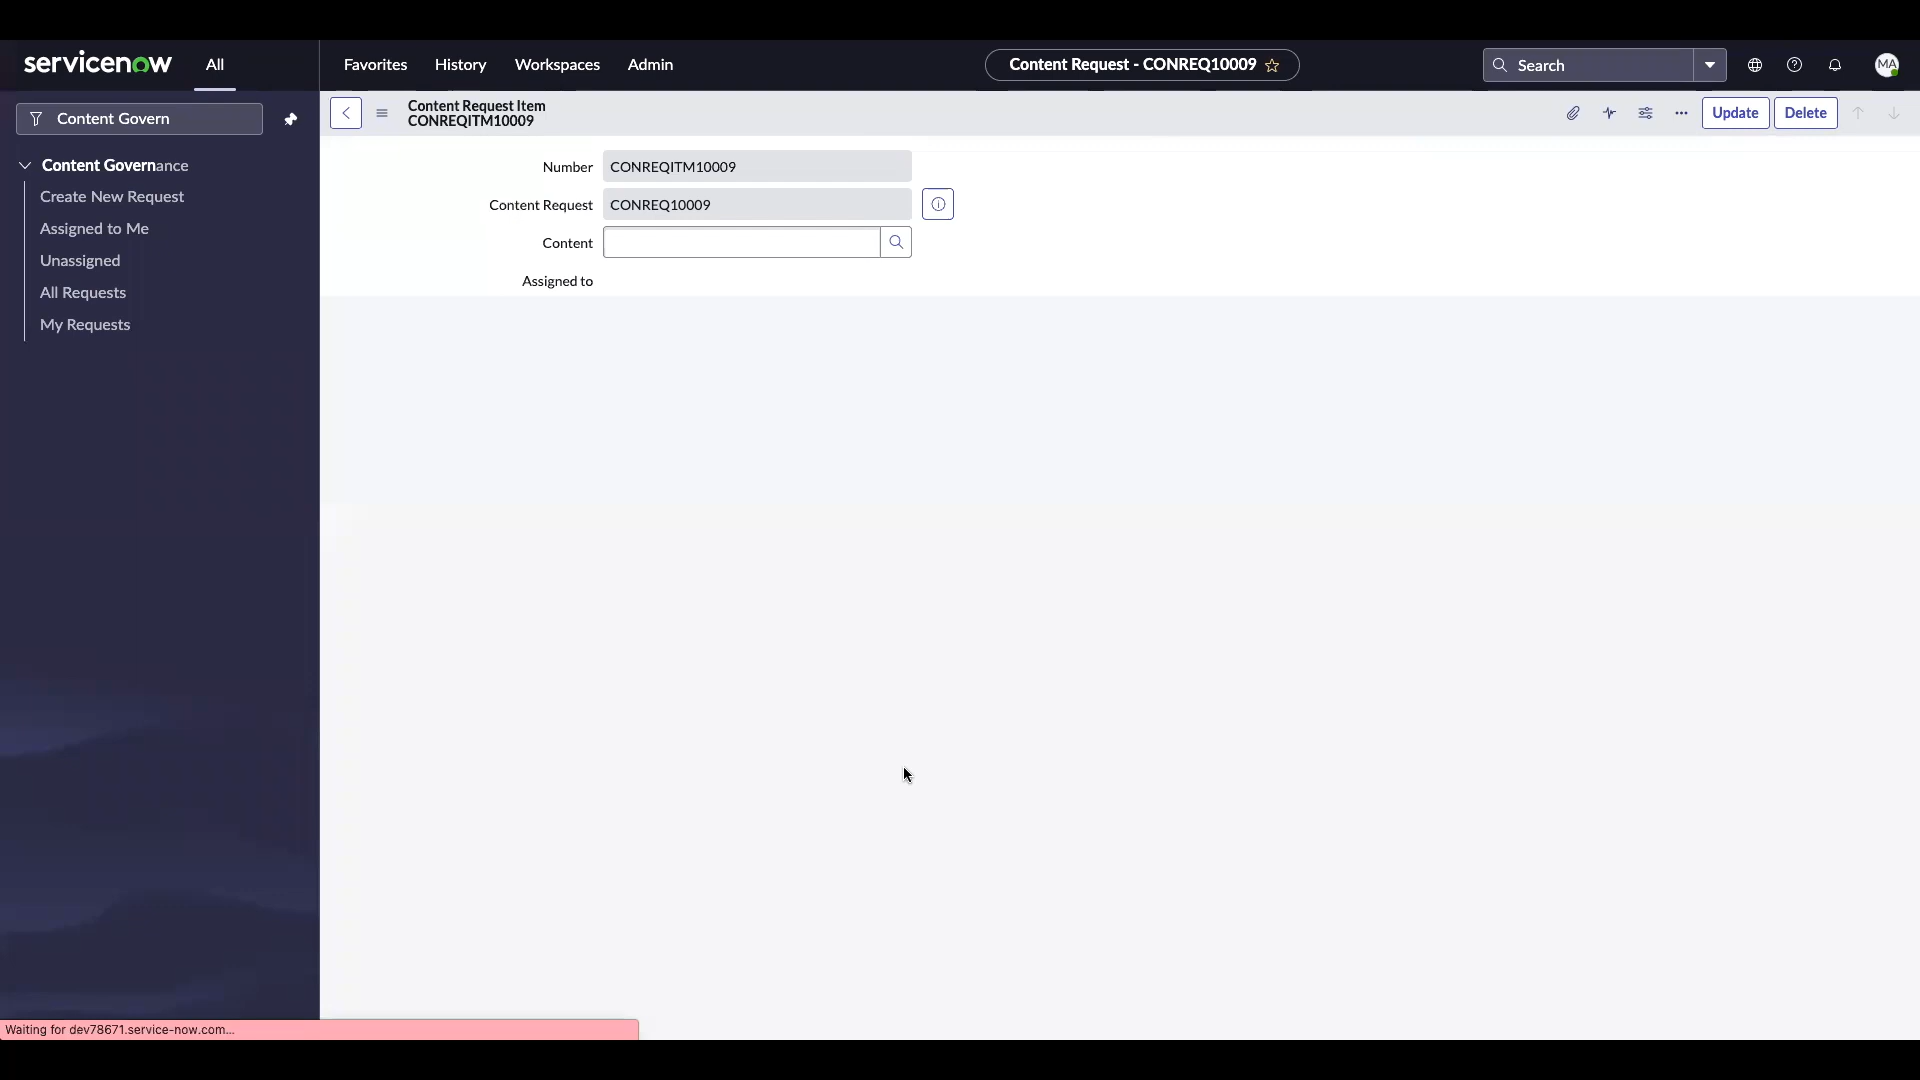 servicenow
All
Favorites
History
Workspaces
Admin
Content Request - CONREQ10009
Search
MA
Content Govern
Content Request Item
CONREQITM10009
Update
Delete
Content Governance
Create New Request
Assigned to Me
Unassigned
All Requests
My Requests
Number
CONREQITM10009
Content Request
CONREQ10009
Content
Assigned to
Waiting for dev78671.service-now.com...